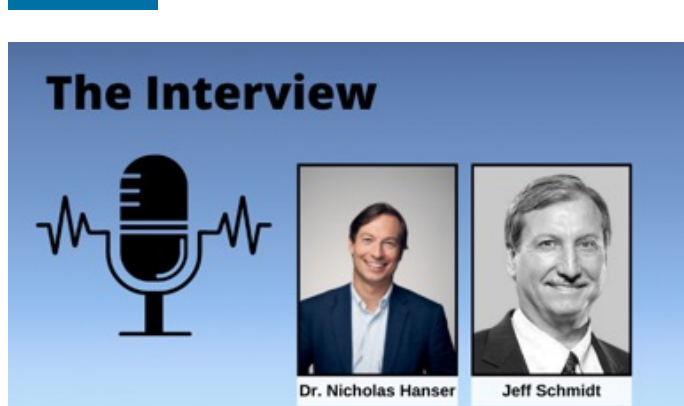 The Interview
Dr. Nicholas Hanser
Jeff Schmidt